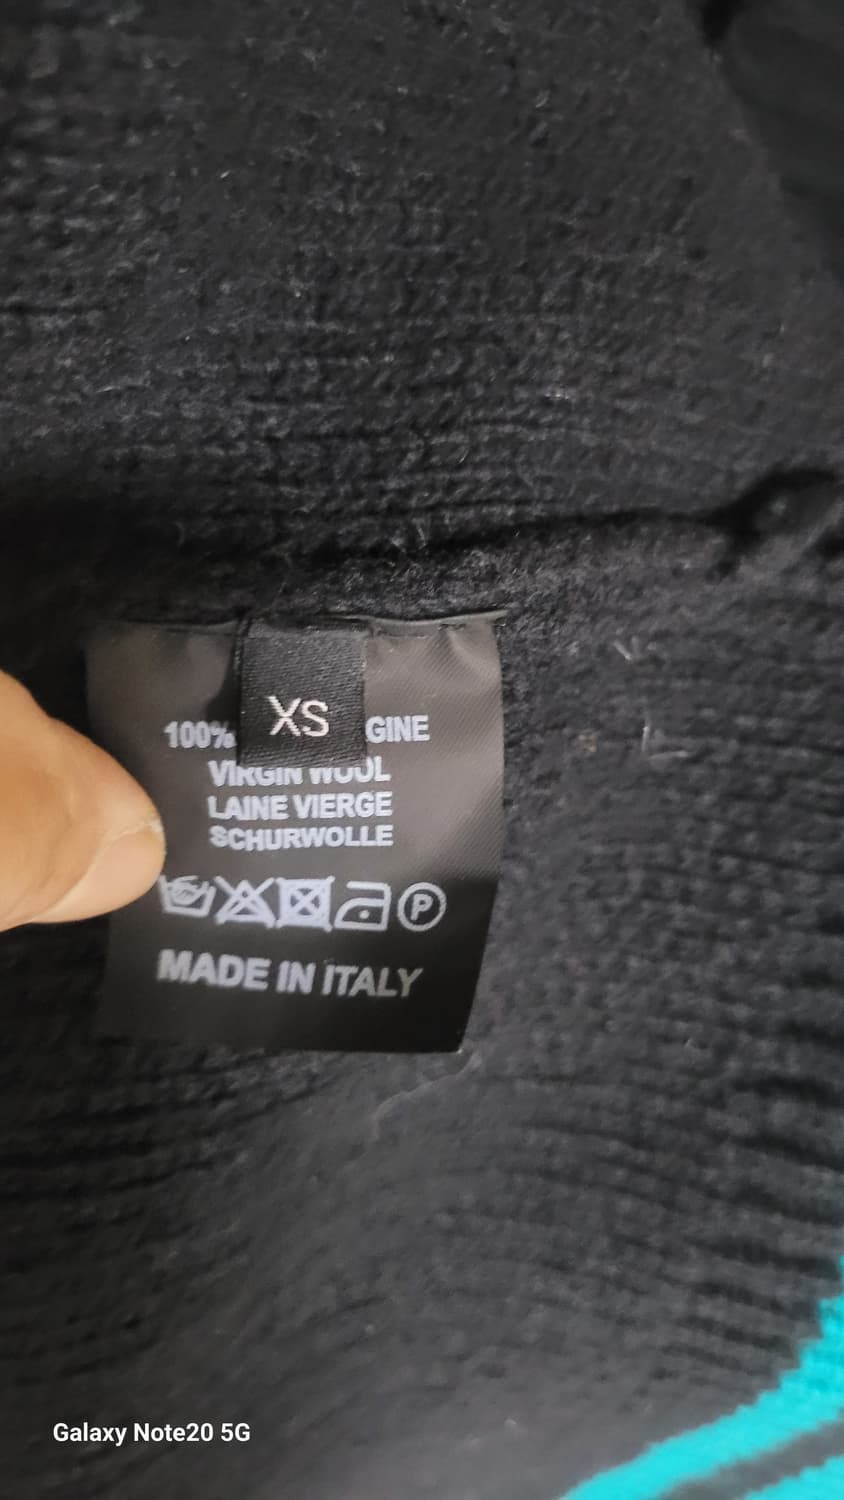 XS
100% GINE
VIRGIN WOOL
LAINE VIERGE
SCHURWOLLE
P
MADE IN ITALY
Galaxy Note20 5G